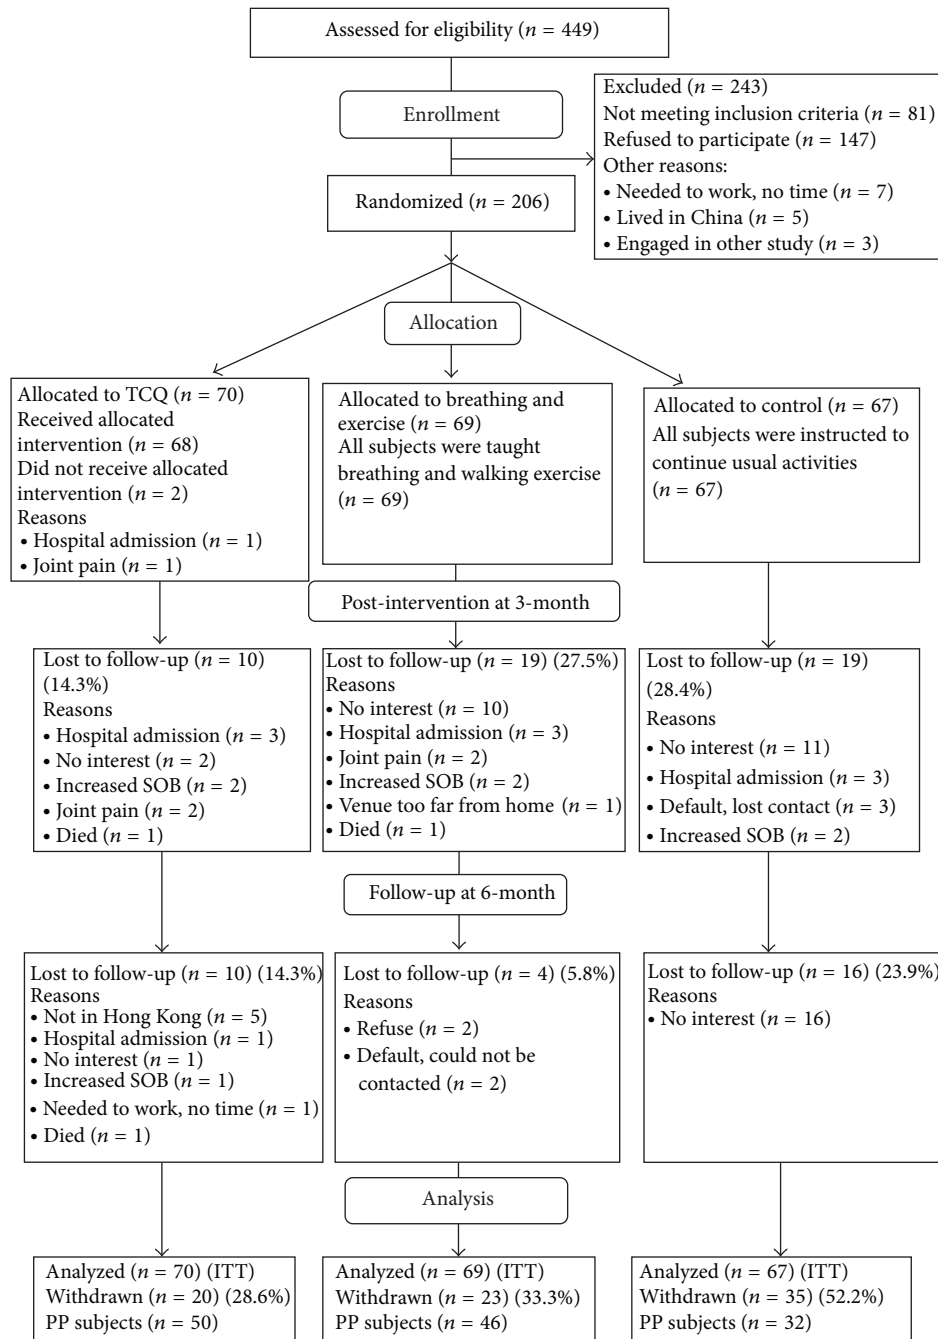 Assessed for eligibility (n = 449)
Enrollment
Excluded (n = 243)
Not meeting inclusion criteria (n = 81)
Refused to participate (n = 147)
Other reasons:
• Needed to work, no time (n = 7)
• Lived in China (n = 5)
• Engaged in other study (n = 3)
Randomized (n = 206)
Allocation
Allocated to TCQ (n = 70)
Received allocated
intervention (n = 68)
Did not receive allocated
intervention (n = 2)
Reasons
• Hospital admission (n = 1)
• Joint pain (n = 1)
Allocated to breathing and
exercise (n = 69)
All subjects were taught
breathing and walking exercise
(n = 69)
Allocated to control (n = 67)
All subjects were instructed to
continue usual activities
(n = 67)
Post-intervention at 3-month
Lost to follow-up (n = 10)
(14.3%)
Reasons
• Hospital admission (n = 3)
• No interest (n = 2)
• Increased SOB (n = 2)
• Joint pain (n = 2)
• Died (n = 1)
Lost to follow-up (n = 19) (27.5%)
Reasons
• No interest (n = 10)
• Hospital admission (n = 3)
• Joint pain (n = 2)
• Increased SOB (n = 2)
• Venue too far from home (n = 1)
• Died (n = 1)
Lost to follow-up (n = 19)
(28.4%)
Reasons
• No interest (n = 11)
• Hospital admission (n = 3)
• Default, lost contact (n = 3)
• Increased SOB (n = 2)
Follow-up at 6-month
Lost to follow-up (n = 10) (14.3%)
Reasons
• Not in Hong Kong (n = 5)
• Hospital admission (n = 1)
• No interest (n = 1)
• Increased SOB (n = 1)
• Needed to work, no time (n = 1)
• Died (n = 1)
Lost to follow-up (n = 4) (5.8%)
Reasons
• Refuse (n = 2)
• Default, could not be
contacted (n = 2)
Lost to follow-up (n = 16) (23.9%)
Reasons
• No interest (n = 16)
Analysis
Analyzed (n = 70) (ITT)
Withdrawn (n = 20) (28.6%)
PP subjects (n = 50)
Analyzed (n = 69) (ITT)
Withdrawn (n = 23) (33.3%)
PP subjects (n = 46)
Analyzed (n = 67) (ITT)
Withdrawn (n = 35) (52.2%)
PP subjects (n = 32)